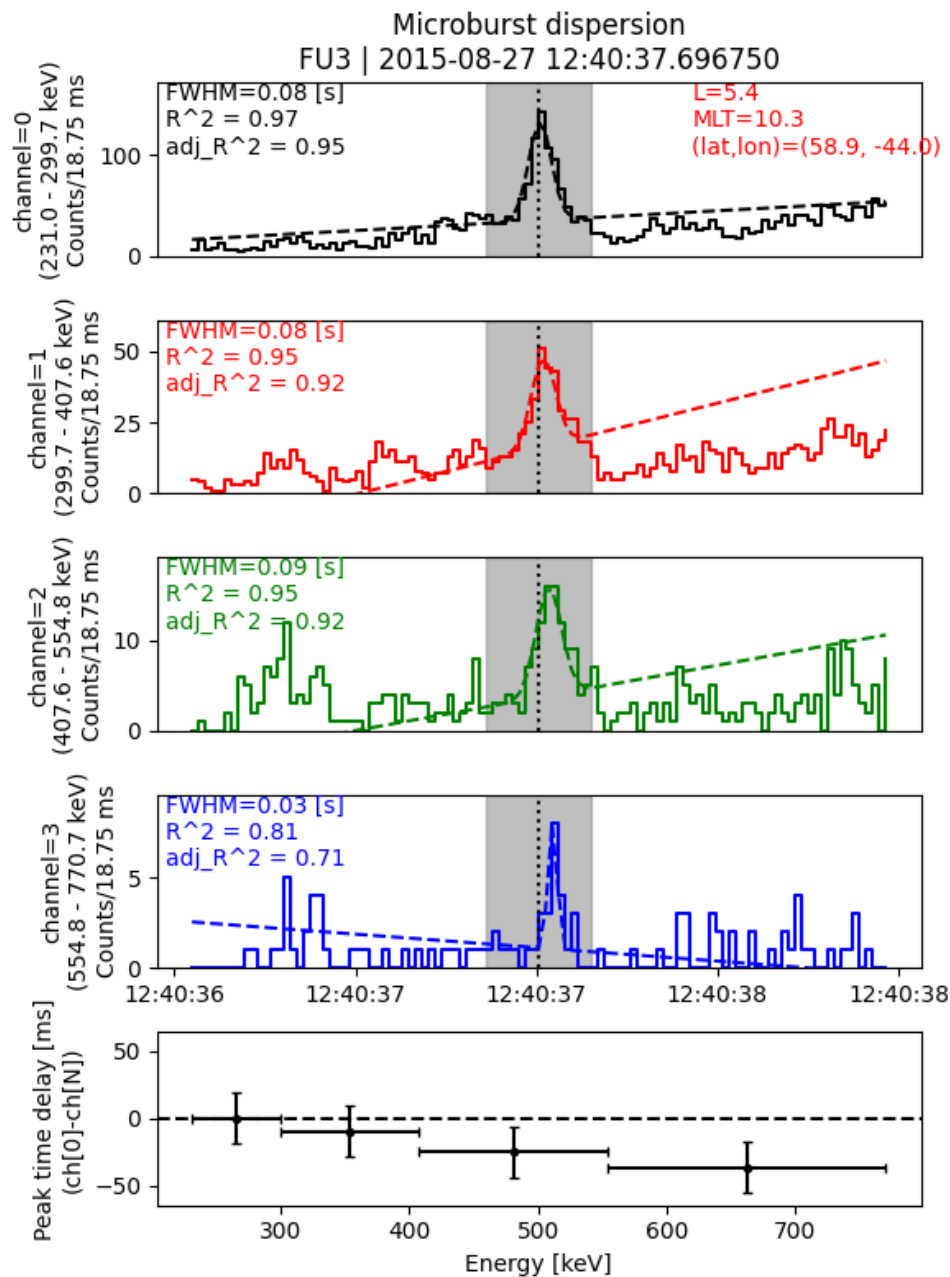 Microburst dispersion
FU3 | 2015-08-27 12:40:37.696750
channel=0
(231.0 - 299.7 keV)
Counts/18.75 ms
100
0
FWHM=0.08 [s]
R^2 = 0.97
adj_R^2 = 0.95
L=5.4
MLT=10.3
(lat,lon)=(58.9, -44.0)
channel=1
(299.7 - 407.6 keV)
Counts/18.75 ms
50
25
0
FWHM=0.08 [s]
R^2 = 0.95
adj_R^2 = 0.92
channel=2
(407.6 - 554.8 keV)
Counts/18.75 ms
10
0
FWHM=0.09 [s]
R^2 = 0.95
adj_R^2 = 0.92
channel=3
(554.8 - 770.7 keV)
Counts/18.75 ms
5
0
FWHM=0.03 [s]
R^2 = 0.81
adj_R^2 = 0.71
12:40:36 12:40:37 12:40:37 12:40:38 12:40:38
Peak time delay [ms]
(ch[0]-ch[N])
50
0
−50
300 400 500 600 700
Energy [keV]